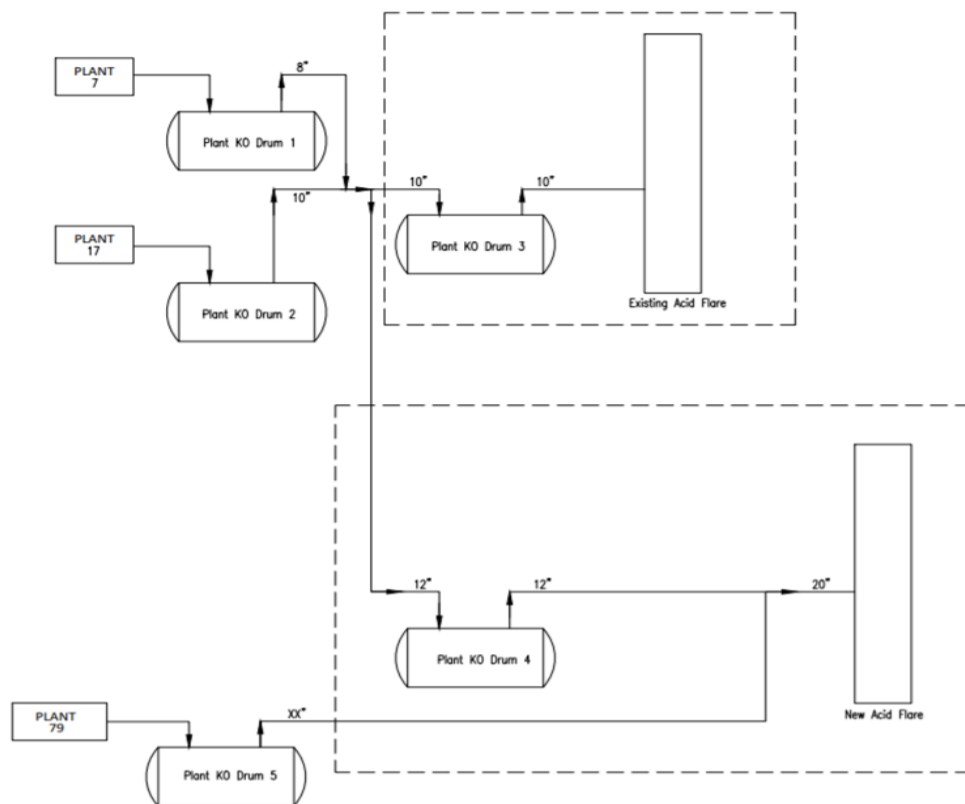 PLANT
7
8"
Plant KO Drum 1
10"
10"
10"
PLANT
17
Plant KO Drum 3
Plant KO Drum 2
Existing Acid Flare
12"
12"
20"
Plant KO Drum 4
New Acid Flare
PLANT
79
XX"
Plant KO Drum 5